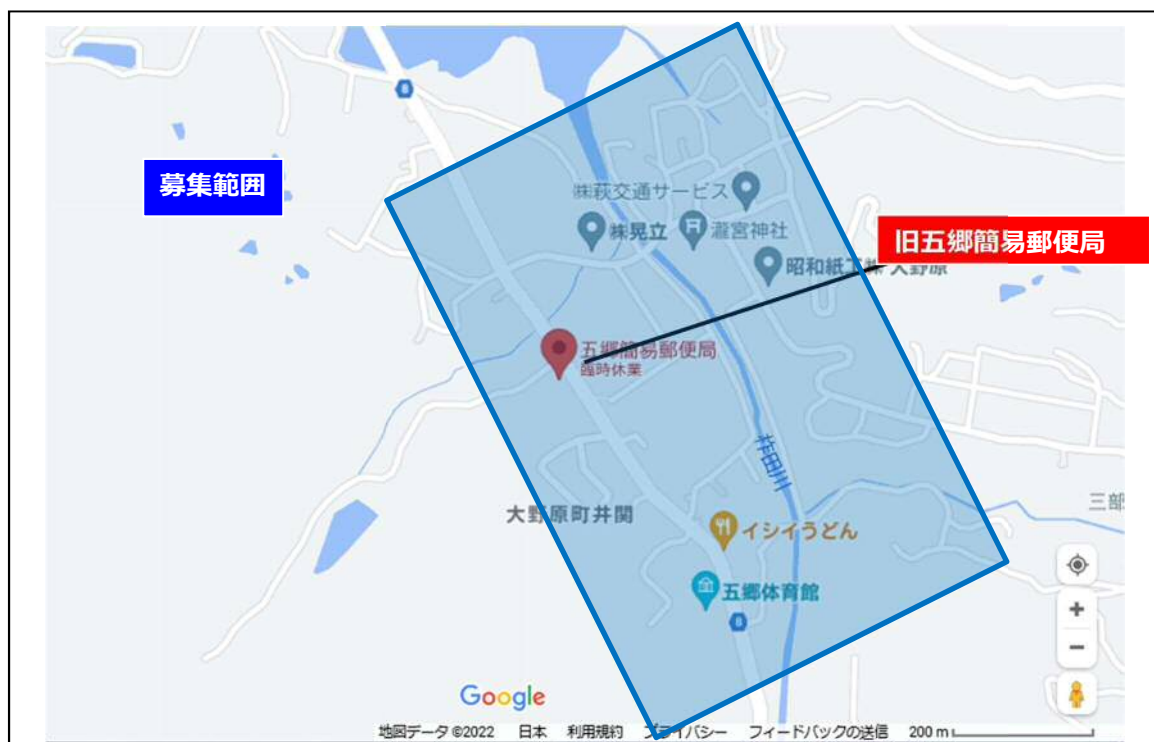 8
募集範囲
㈱萩交通サービス
㈱晃立
瀧宮神社
旧五郷簡易郵便局
昭和紙工㈱ 大野原
五郷簡易郵便局
臨時休業
柞田川
大野原町井関
三部
イシイうどん
五郷体育館
8
Google
地図データ ©2022 日本 利用規約 プライバシー フィードバックの送信 200 m